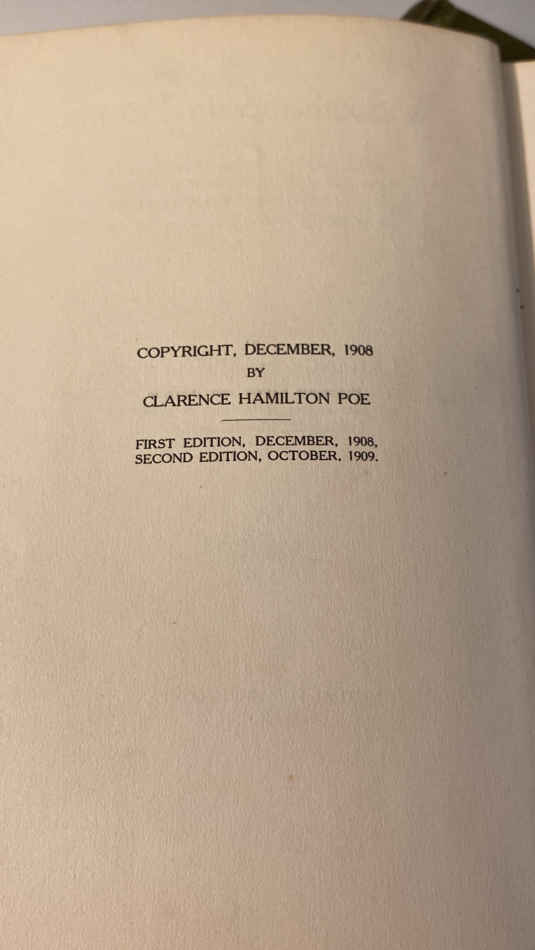 COPYRIGHT, DECEMBER, 1908
BY
CLARENCE HAMILTON POE
FIRST EDITION, DECEMBER, 1908,
SECOND EDITION, OCTOBER, 1909.